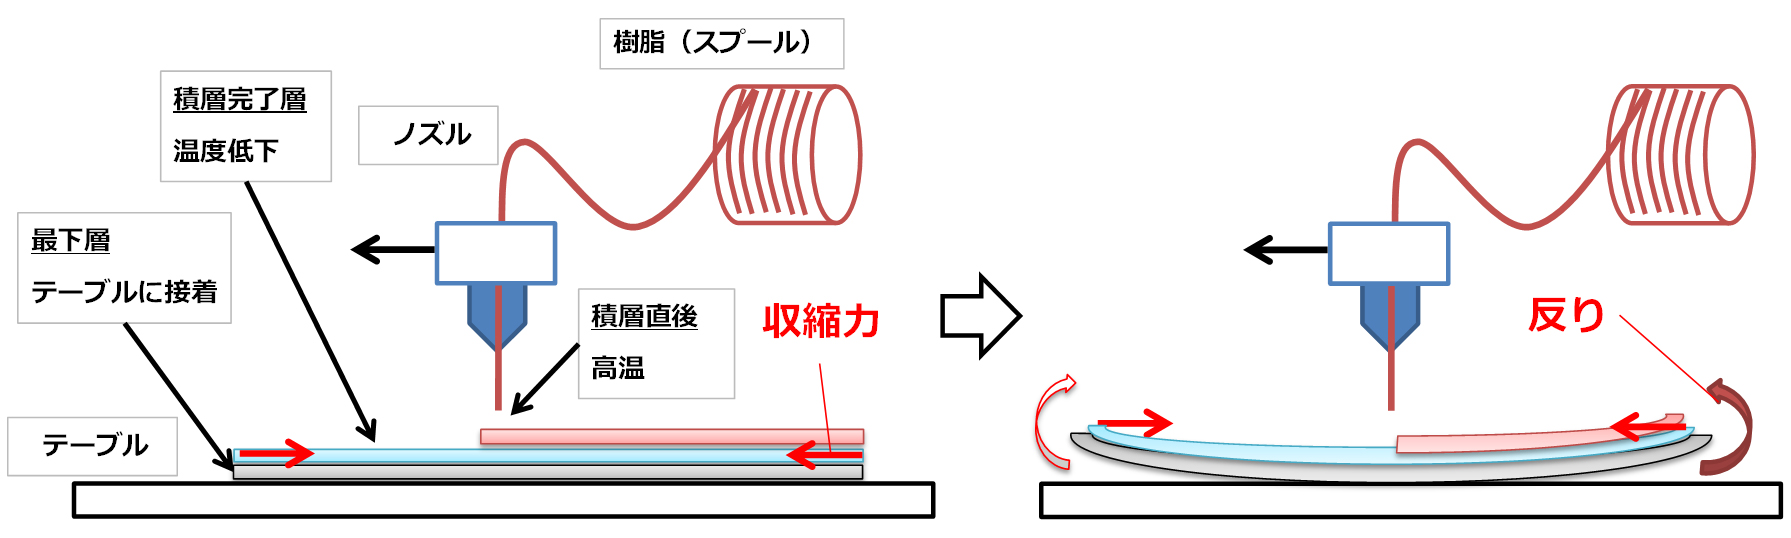 樹脂（スプール）
積層完了層
温度低下
ノズル
最下層
テーブルに接着
積層直後
高温
収縮力
テーブル
反り